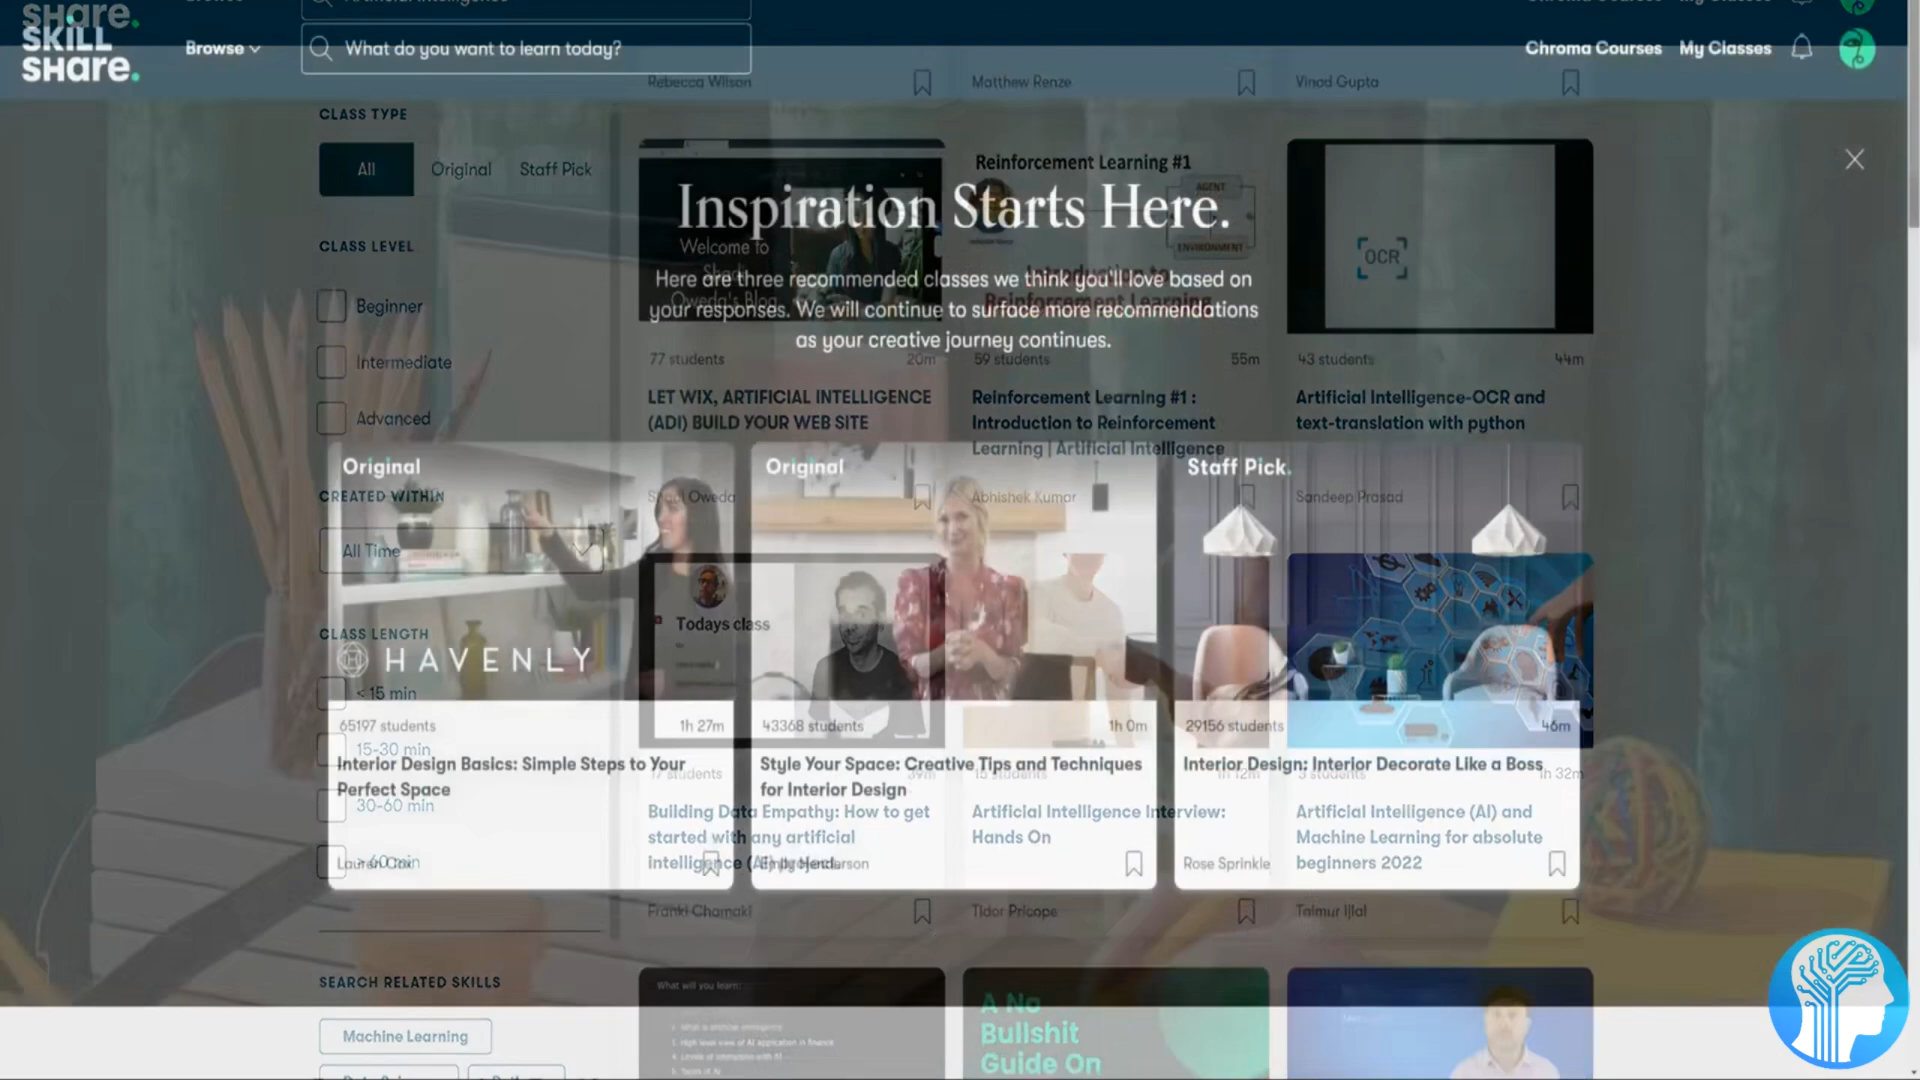 SHare.
SKILL
SHare.
Browse
What do you want to learn today?
Chroma Courses
My Classes
Rebecca Wilson
Matthew Renze
Vinod Gupta
CLASS TYPE
All
Original
Staff Pick
CLASS LEVEL
Beginner
Intermediate
Advanced
CREATED WITHIN
All Time
CLASS LENGTH
< 15 min
15-30 min
30-60 min
> 60 min
SEARCH RELATED SKILLS
Machine Learning
Inspiration Starts Here.
Here are three recommended classes we think you'll love based on
your responses. We will continue to surface more recommendations
as your creative journey continues.
Welcome to
Oweda's Blog
Reinforcement Learning #1
AGENT
ENVIRONMENT
Introduction to
Reinforcement Learning
OCR
77 students
20m
LET WIX, ARTIFICIAL INTELLIGENCE
(ADI) BUILD YOUR WEB SITE
Shadi Oweda
59 students
55m
Reinforcement Learning #1 :
Introduction to Reinforcement
Learning | Artificial Intelligence
Abhishek Kumar
43 students
44m
Artificial Intelligence-OCR and
text-translation with python
Sandeep Prasad
Original
HAVENLY
65197 students
1h 27m
Interior Design Basics: Simple Steps to Your
Perfect Space
Lauren Cox
Original
43368 students
1h 0m
Style Your Space: Creative Tips and Techniques
for Interior Design
Emily Henderson
Staff Pick.
29156 students
46m
Interior Design: Interior Decorate Like a Boss
Rose Sprinkle
Todays class
17 students
39m
Building Data Empathy: How to get
started with any artificial
intelligence (AI) project
Franki Chamaki
15 students
1h 12m
Artificial Intelligence Interview:
Hands On
Tidor Pricope
3 students
1h 32m
Artificial Intelligence (AI) and
Machine Learning for absolute
beginners 2022
Taimur Ijlal
What will you learn:
A No
Bullshit
Guide On